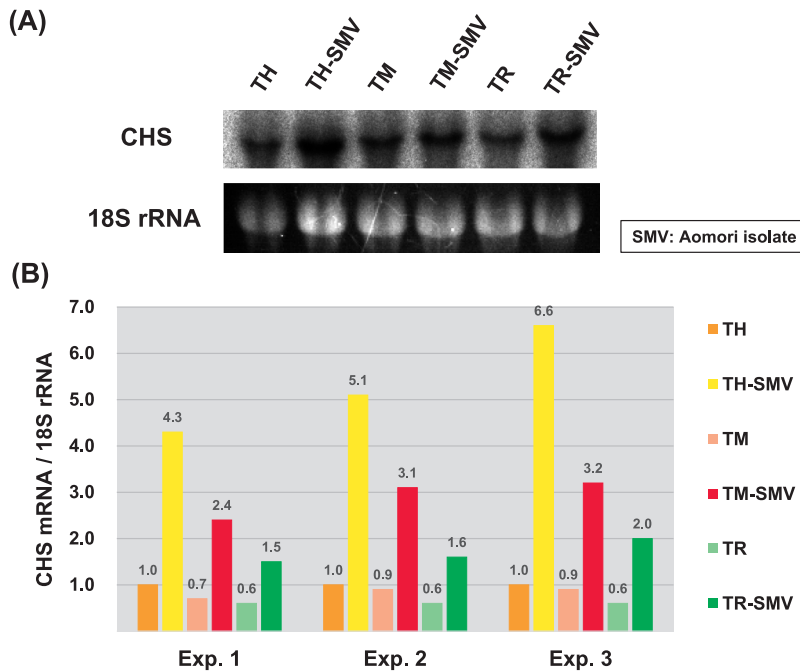 (A)
TH
TH-SMV
TM
TM-SMV
TR
TR-SMV
CHS
18S rRNA
SMV: Aomori isolate
(B)
CHS mRNA / 18S rRNA
7.0
6.0
5.0
4.0
3.0
2.0
1.0
1.0
4.3
0.7
2.4
0.6
1.5
1.0
5.1
0.9
3.1
0.6
1.6
1.0
6.6
0.9
3.2
0.6
2.0
Exp. 1
Exp. 2
Exp. 3
TH
TH-SMV
TM
TM-SMV
TR
TR-SMV